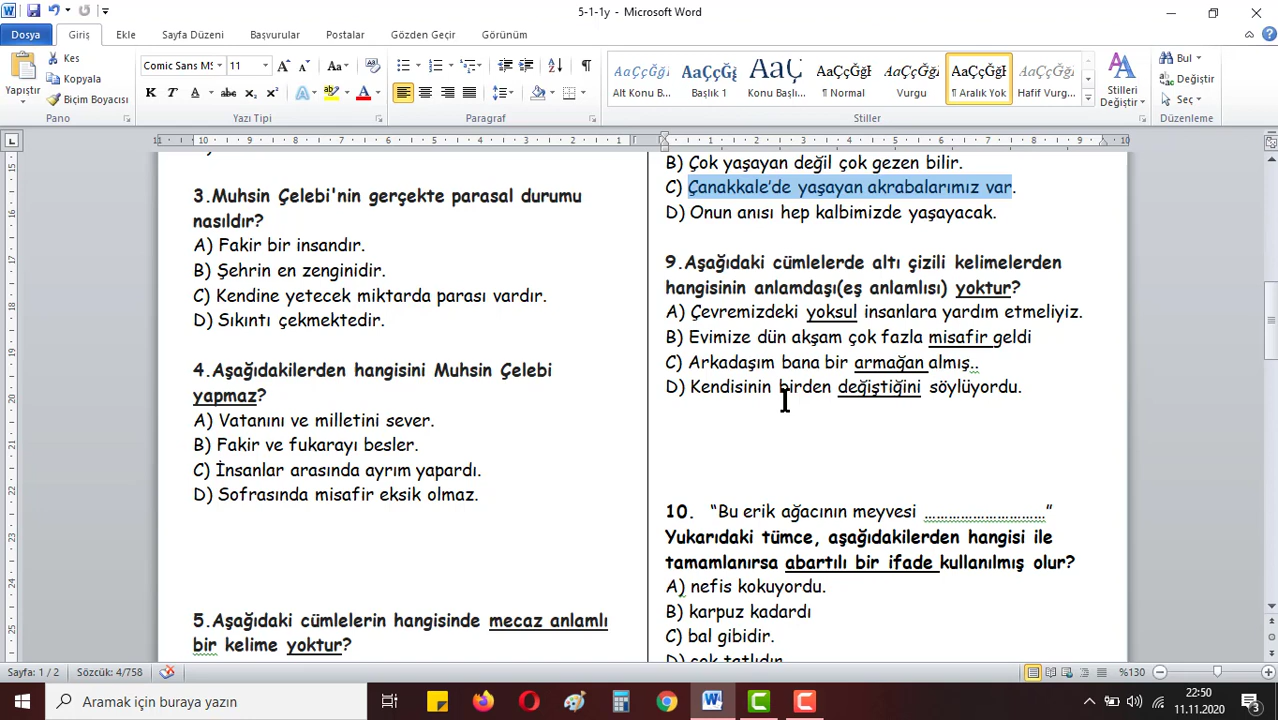 5-1-1y - Microsoft Word
Dosya Giriş Ekle Sayfa Düzeni Başvurular Postalar Gözden Geçir Görünüm
Yapıştır
Kes
Kopyala
Biçim Boyacısı
Pano
Comic Sans MS 11
Yazı Tipi
Paragraf
AaÇçĞğ
Alt Konu B...
Başlık 1
Konu Başlı...
¶ Normal
Vurgu
¶ Aralık Yok
Hafif Vurg...
Stiller
Stilleri Değiştir
Bul
Değiştir
Seç
Düzenleme
3.Muhsin Çelebi'nin gerçekte parasal durumu
nasıldır?
A) Fakir bir insandır.
B) Şehrin en zenginidir.
C) Kendine yetecek miktarda parası vardır.
D) Sıkıntı çekmektedir.
4.Aşağıdakilerden hangisini Muhsin Çelebi
yapmaz?
A) Vatanını ve milletini sever.
B) Fakir ve fukarayı besler.
C) İnsanlar arasında ayrım yapardı.
D) Sofrasında misafir eksik olmaz.
5.Aşağıdaki cümlelerin hangisinde mecaz anlamlı
bir kelime yoktur?
B) Çok yaşayan değil çok gezen bilir.
C) Çanakkale’de yaşayan akrabalarımız var.
D) Onun anısı hep kalbimizde yaşayacak.
9.Aşağıdaki cümlelerde altı çizili kelimelerden
hangisinin anlamdaşı(eş anlamlısı) yoktur?
A) Çevremizdeki yoksul insanlara yardım etmeliyiz.
B) Evimize dün akşam çok fazla misafir geldi
C) Arkadaşım bana bir armağan almış..
D) Kendisinin birden değiştiğini söylüyordu.
10. “Bu erik ağacının meyvesi …………………………”
Yukarıdaki tümce, aşağıdakilerden hangisi ile
tamamlanırsa abartılı bir ifade kullanılmış olur?
A) nefis kokuyordu.
B) karpuz kadardı
C) bal gibidir.
D) çok tatlıdır
Sayfa: 1 / 2 Sözcük: 4/758 %130
Aramak için buraya yazın
22:50
11.11.2020